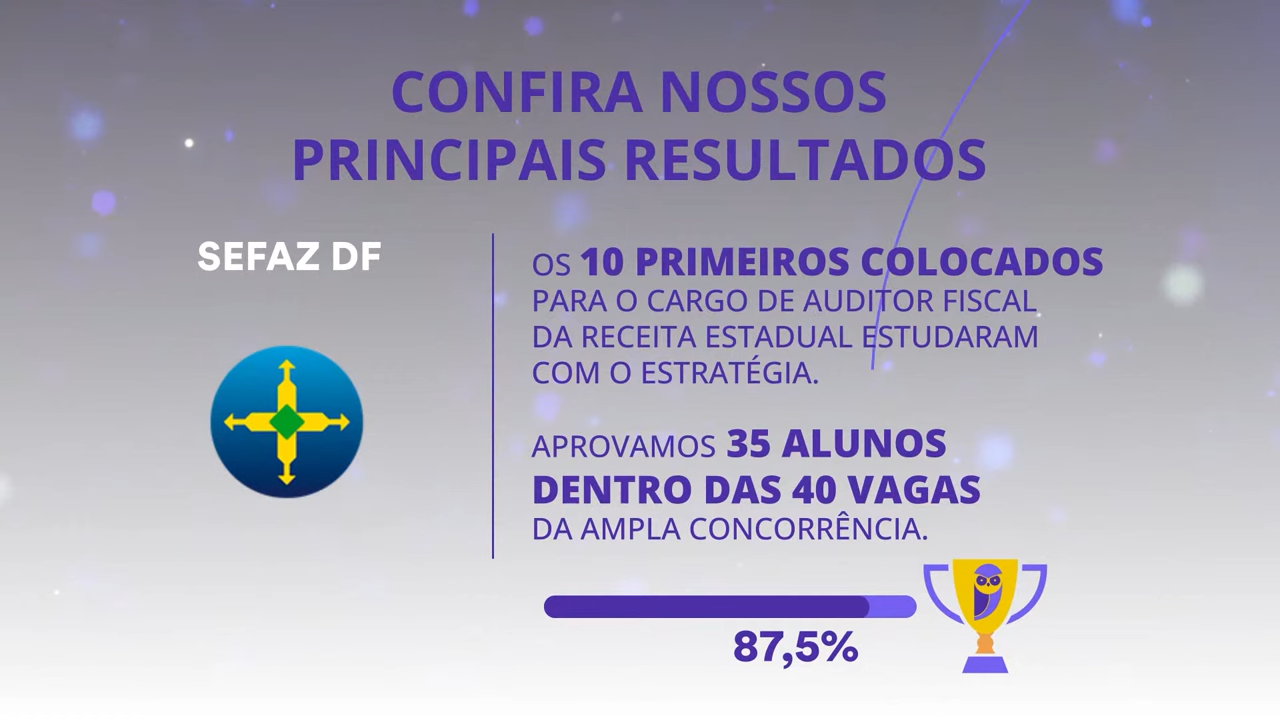 CONFIRA NOSSOS
PRINCIPAIS RESULTADOS
SEFAZ DF
OS 10 PRIMEIROS COLOCADOS
PARA O CARGO DE AUDITOR FISCAL
DA RECEITA ESTADUAL ESTUDARAM
COM O ESTRATÉGIA.
APROVAMOS 35 ALUNOS
DENTRO DAS 40 VAGAS
DA AMPLA CONCORRÊNCIA.
87,5%